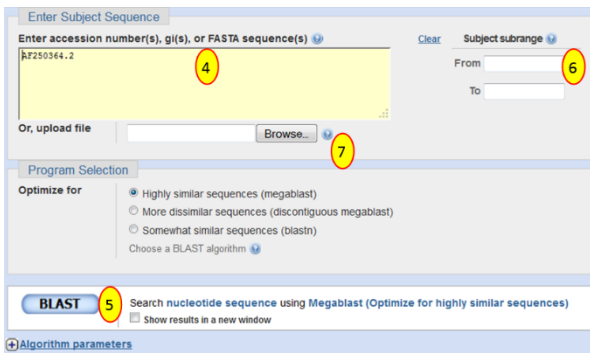 Enter Subject Sequence
Enter accession number(s), gi(s), or FASTA sequence(s) Clear Subject subrange
AF250364.2
4
From
6
To
Or, upload file Browse..
7
Program Selection
Optimize for Highly similar sequences (megablast)
More dissimilar sequences (discontiguous megablast)
Somewhat similar sequences (blastn)
Choose a BLAST algorithm
BLAST 5 Search nucleotide sequence using Megablast (Optimize for highly similar sequences)
Show results in a new window
Algorithm parameters